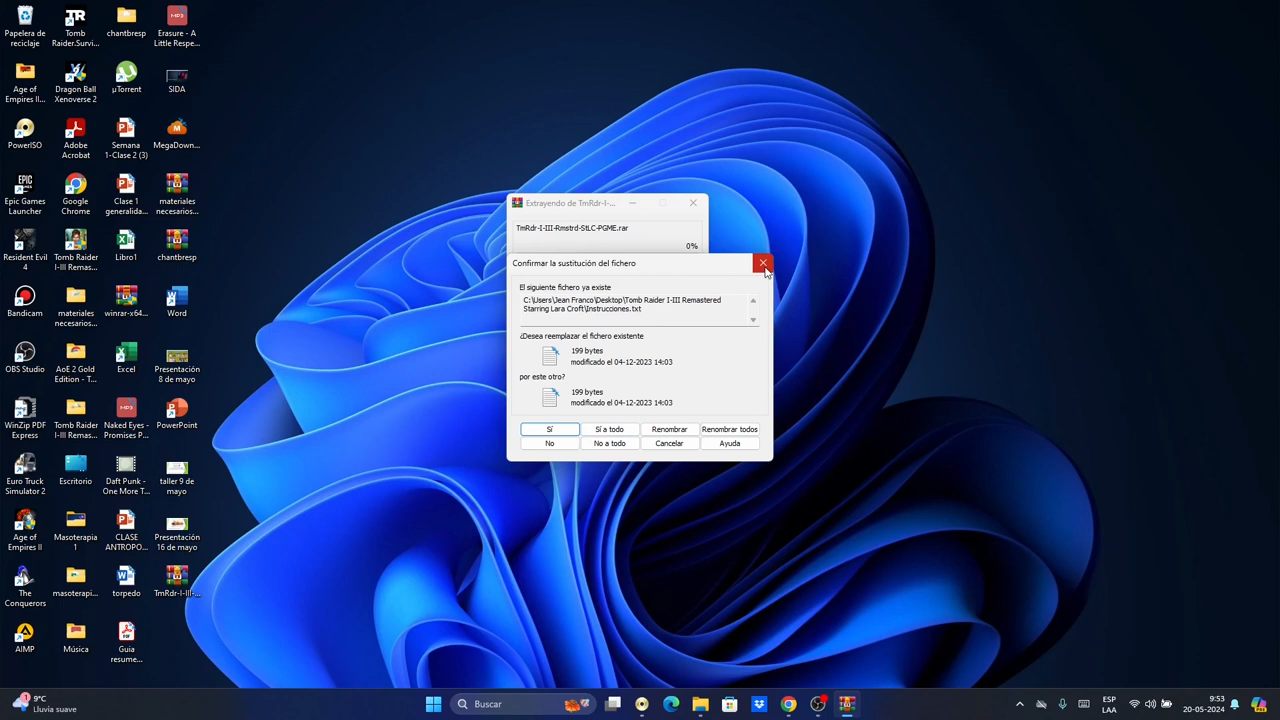 Papelera de
reciclaje
Tomb
Raider.Survi...
chantbresp
MP3
Erasure - A
Little Respe...
Age of
Empires II...
Dragon Ball
Xenoverse 2
µTorrent
SIDA
PowerISO
Adobe
Acrobat
Semana
1-Clase 2 (3)
MegaDown...
EPIC
GAMES
Epic Games
Launcher
Google
Chrome
Clase 1
generalida...
materiales
necesarios...
Resident Evil
4
Tomb Raider
I-III Remas...
Libro1
chantbresp
Bandicam
materiales
necesarios...
winrar-x64...
Word
OBS Studio
AoE 2 Gold
Edition - T...
Excel
Presentación
8 de mayo
WinZip PDF
Express
Tomb Raider
I-III Remast...
MP3
Naked Eyes -
Promises P...
PowerPoint
Euro Truck
Simulator 2
Escritorio
Daft Punk -
One More T...
taller 9 de
mayo
Age of
Empires II
Masoterapia
1
CLASE
ANTROPO...
Presentación
16 de mayo
The
Conquerors
masoterapi...
torpedo
TmRdr-I-III-...
AIMP
Música
PDF
Guia
resume...
Extrayendo de TmRdr-I-...
TmRdr-I-III-Rmstrd-StLC-PGME.rar
0%
Confirmar la sustitución del fichero
El siguiente fichero ya existe
C:\Users\Jean Franco\Desktop\Tomb Raider I-III Remastered
Starring Lara Croft\Instrucciones.txt
¿Desea reemplazar el fichero existente
199 bytes
modificado el 04-12-2023 14:03
por este otro?
199 bytes
modificado el 04-12-2023 14:03
Sí
Sí a todo
Renombrar
Renombrar todos
No
No a todo
Cancelar
Ayuda
1
9°C
Lluvia suave
Buscar
ESP
LAA
9:53
20-05-2024